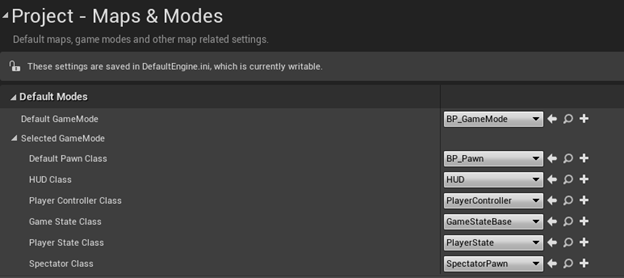 Project - Maps & Modes
Default maps, game modes and other map related settings.
These settings are saved in DefaultEngine.ini, which is currently writable.
Default Modes
Default GameMode BP_GameMode
Selected GameMode
Default Pawn Class BP_Pawn
HUD Class HUD
Player Controller Class PlayerController
Game State Class GameStateBase
Player State Class PlayerState
Spectator Class SpectatorPawn